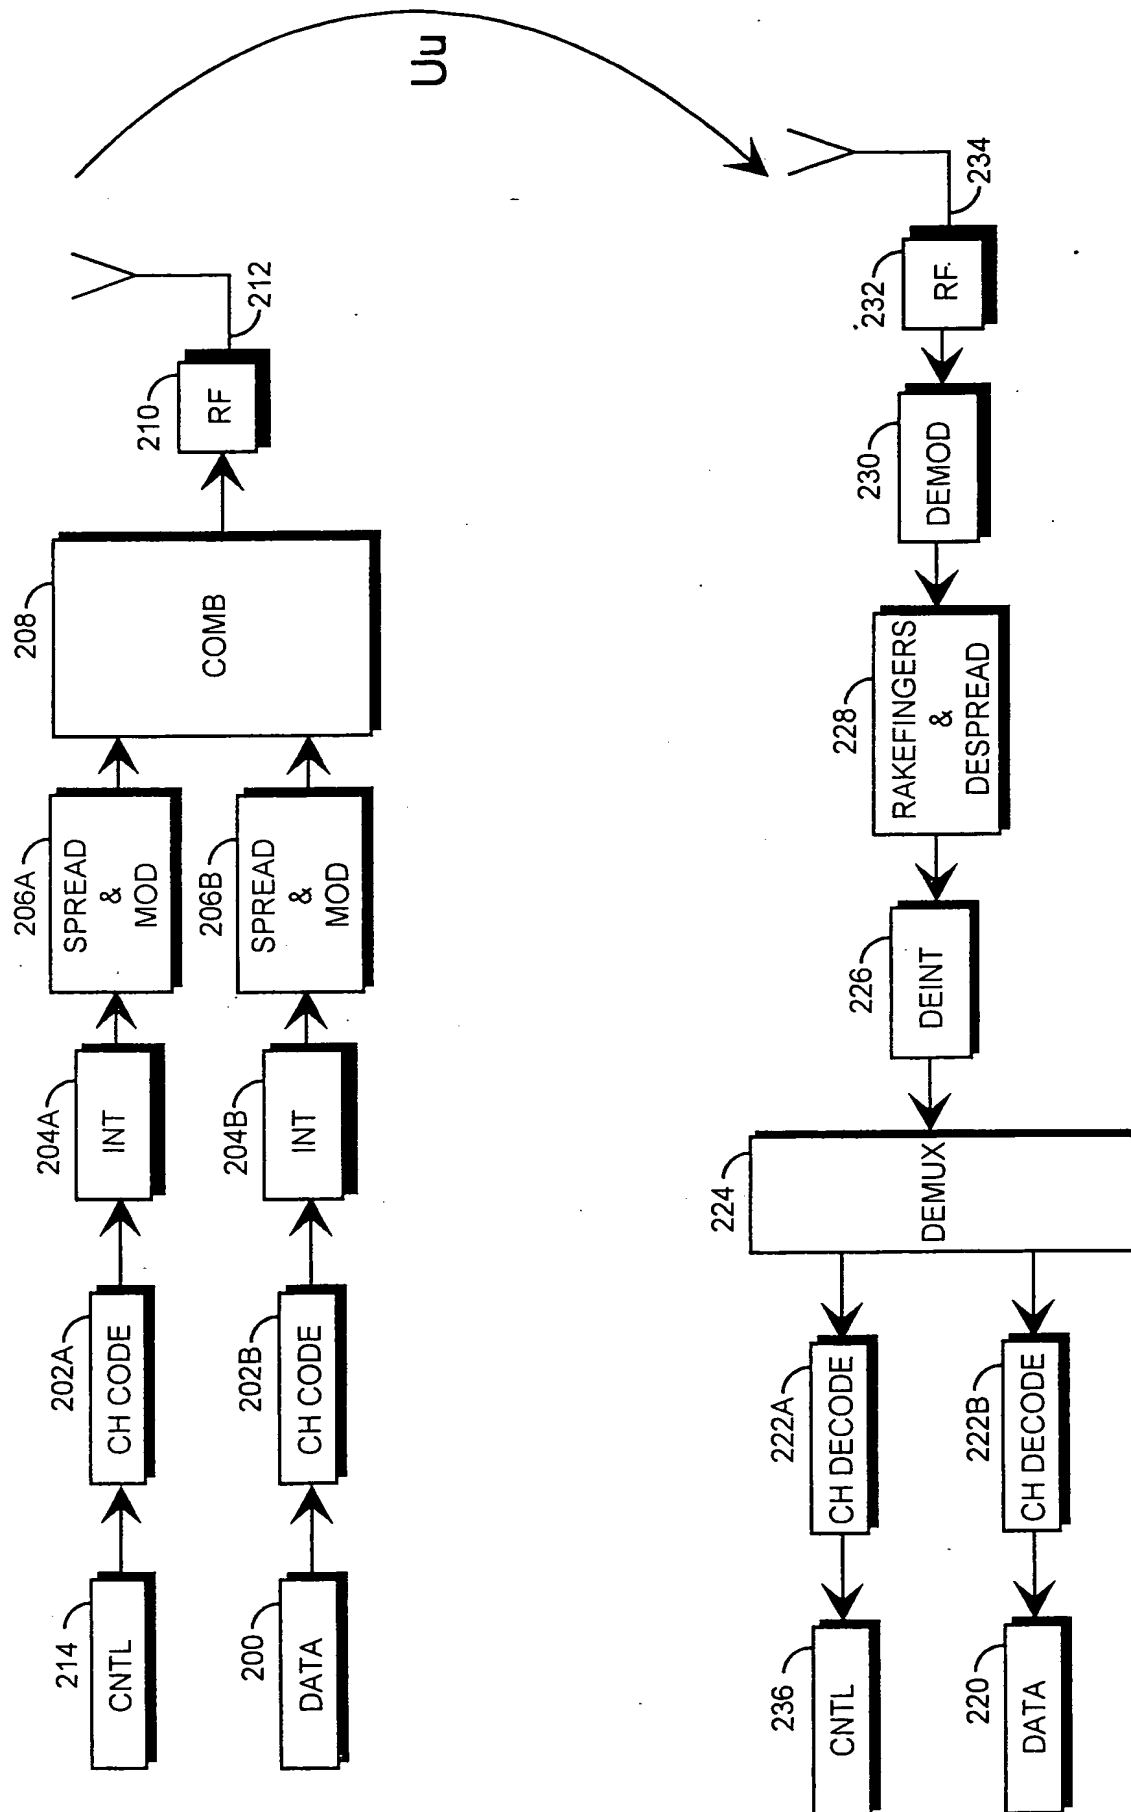 214
CNTL
202A
CH CODE
204A
INT
206A
SPREAD
&
MOD
208
COMB
210
RF
212
200
DATA
202B
CH CODE
204B
INT
206B
SPREAD
&
MOD
Uu
236
CNTL
222A
CH DECODE
224
DEMUX
226
DEINT
228
RAKEFINGERS
&
DESPREAD
230
DEMOD
232
RF
234
220
DATA
222B
CH DECODE